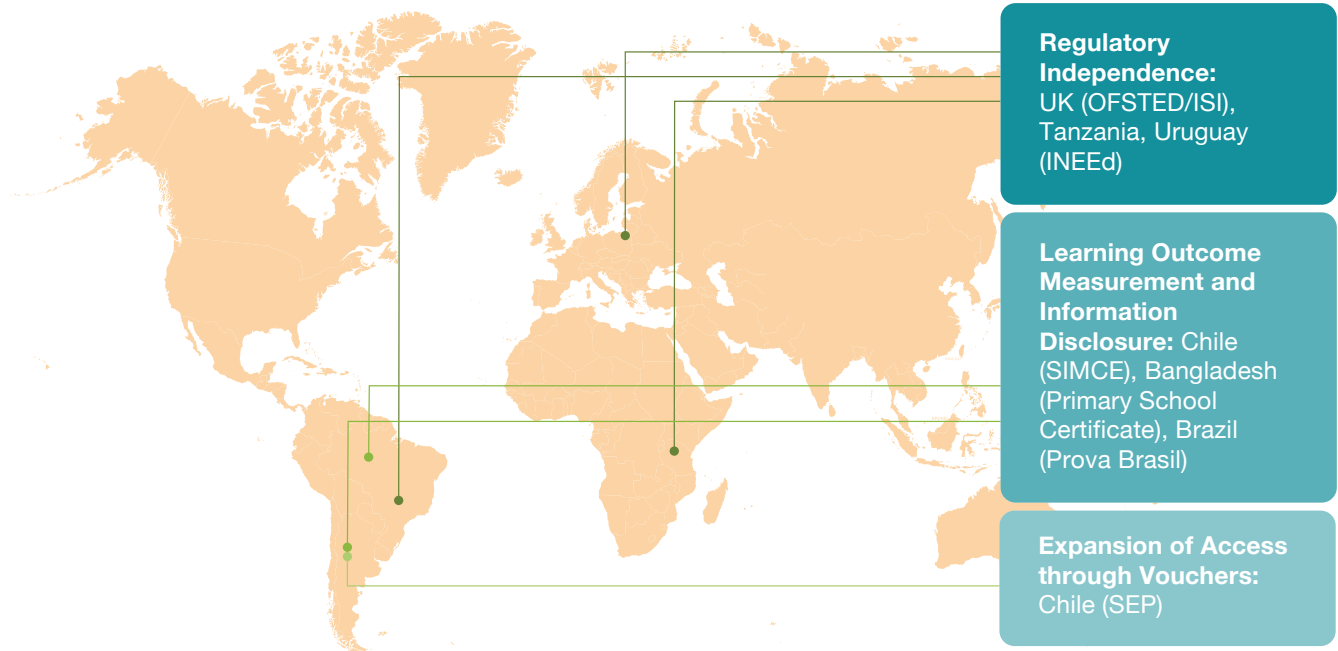 Regulatory
Independence:
UK (OFSTED/ISI),
Tanzania, Uruguay
(INEEd)
Learning Outcome
Measurement and
Information
Disclosure: Chile
(SIMCE), Bangladesh
(Primary School
Certificate), Brazil
(Prova Brasil)
Expansion of Access
through Vouchers:
Chile (SEP)